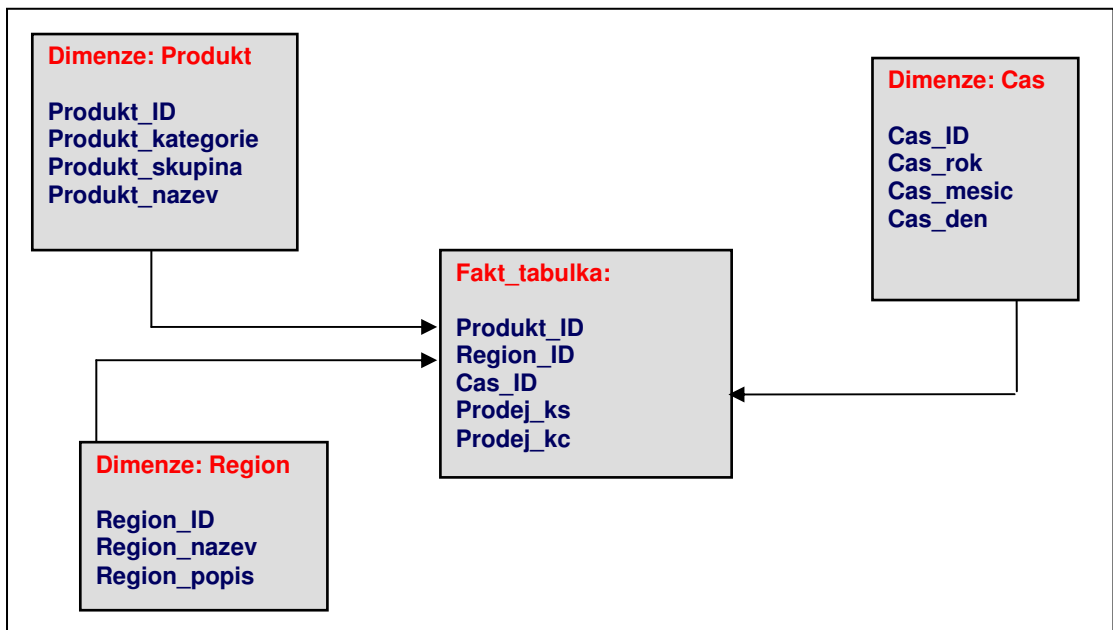 Dimenze: Produkt
Produkt_ID
Produkt_kategorie
Produkt_skupina
Produkt_nazev
Dimenze: Cas
Cas_ID
Cas_rok
Cas_mesic
Cas_den
Fakt_tabulka:
Produkt_ID
Region_ID
Cas_ID
Prodej_ks
Prodej_kc
Dimenze: Region
Region_ID
Region_nazev
Region_popis